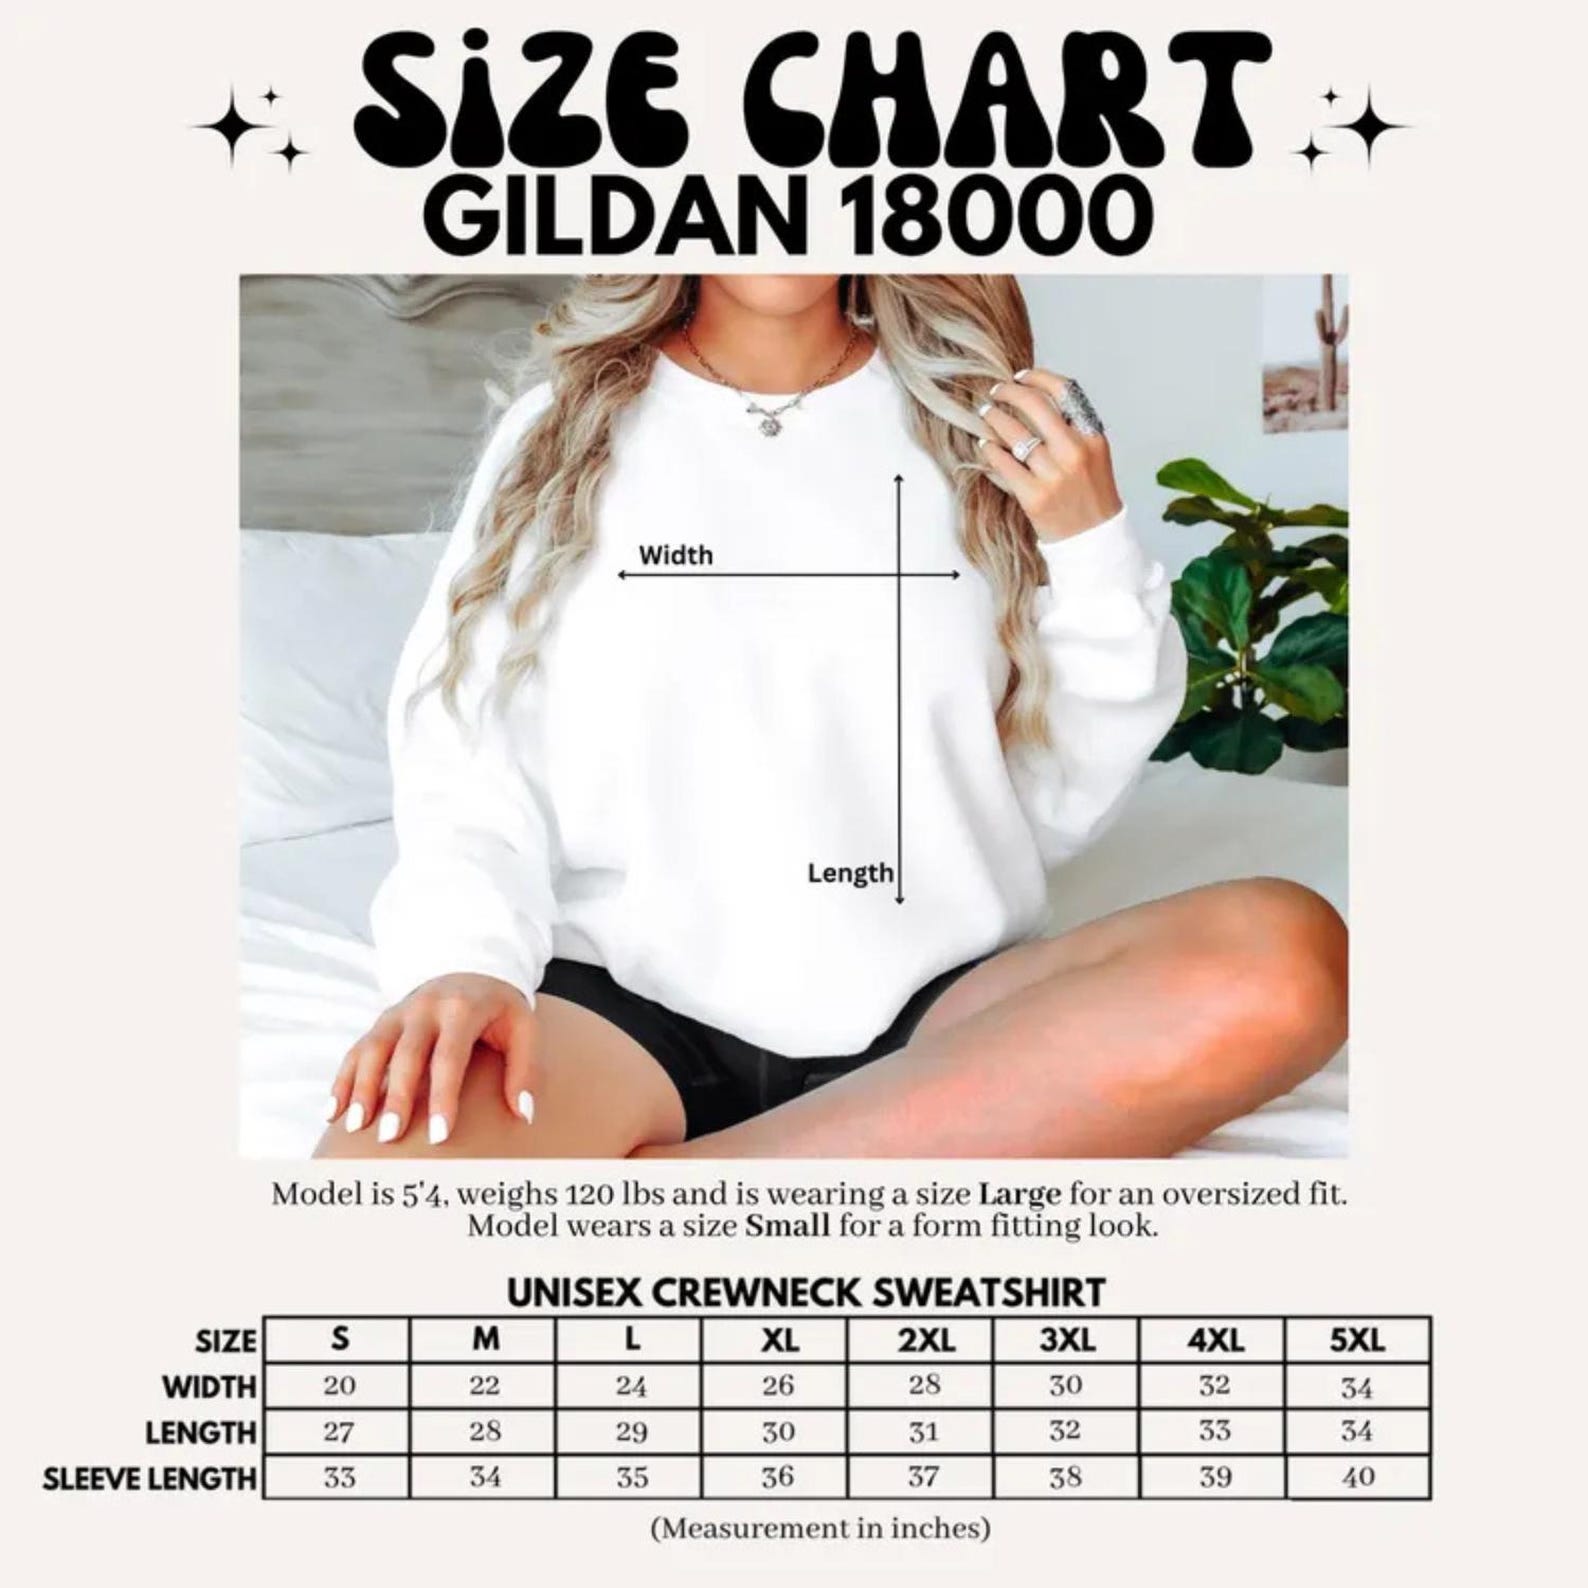 SiZE CHART
GILDAN 18000
Width
Length
Model is 5'4, weighs 120 lbs and is wearing a size Large for an oversized fit.
Model wears a size Small for a form fitting look.
UNISEX CREWNECK SWEATSHIRT
SIZE S M L XL 2XL 3XL 4XL 5XL
WIDTH 20 22 24 26 28 30 32 34
LENGTH 27 28 29 30 31 32 33 34
SLEEVE LENGTH 33 34 35 36 37 38 39 40
(Measurement in inches)